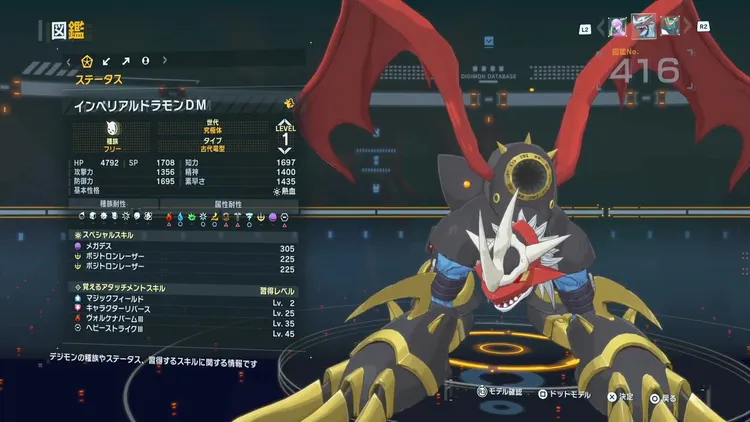 図鑑
L2
R2
図鑑No.
416
DIGIMON DATABASE
ステータス
インペリアルドラモンDM
種族
フリー
世代
究極体
タイプ
古代竜型
LEVEL
1
HP 4792 SP 1708 知力 1697
攻撃力 1356 精神 1400
防御力 1695 素早さ 1435
基本性格 熱血
種族耐性 属性耐性
スペシャルスキル
メガデス 305
ポジトロンレーザー 225
ポジトロンレーザー 225
覚えるアタッチメントスキル 習得レベル
マジックフィールド Lv. 2
キャラクターリバース Lv. 25
ヴォルケナパームIII Lv. 35
ヘビーストライクIII Lv. 45
デジモンの種族やステータス、習得するスキルに関する情報です
R3 モデル確認 ドットモデル 決定 戻る